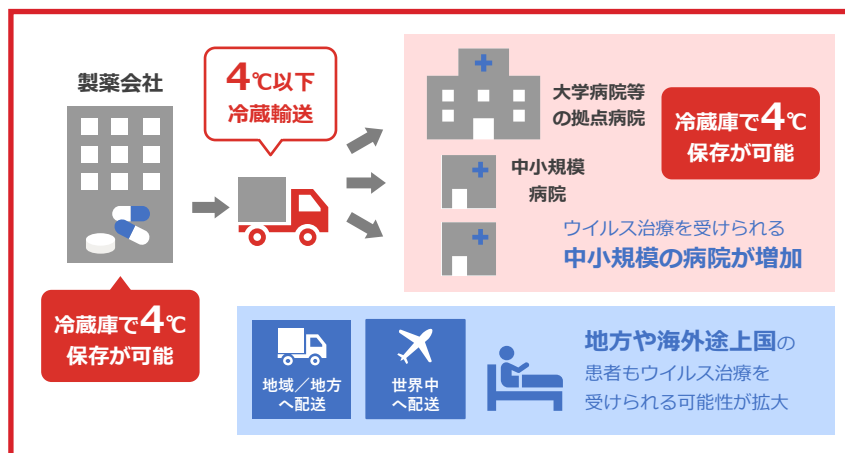 製薬会社
4℃以下
冷蔵輸送
大学病院等
の拠点病院
冷蔵庫で4℃
保存が可能
中小規模
病院
ウイルス治療を受けられる
中小規模の病院が増加
冷蔵庫で4℃
保存が可能
地域／地方
へ配送
世界中
へ配送
地方や海外途上国の
患者もウイルス治療を
受けられる可能性が拡大